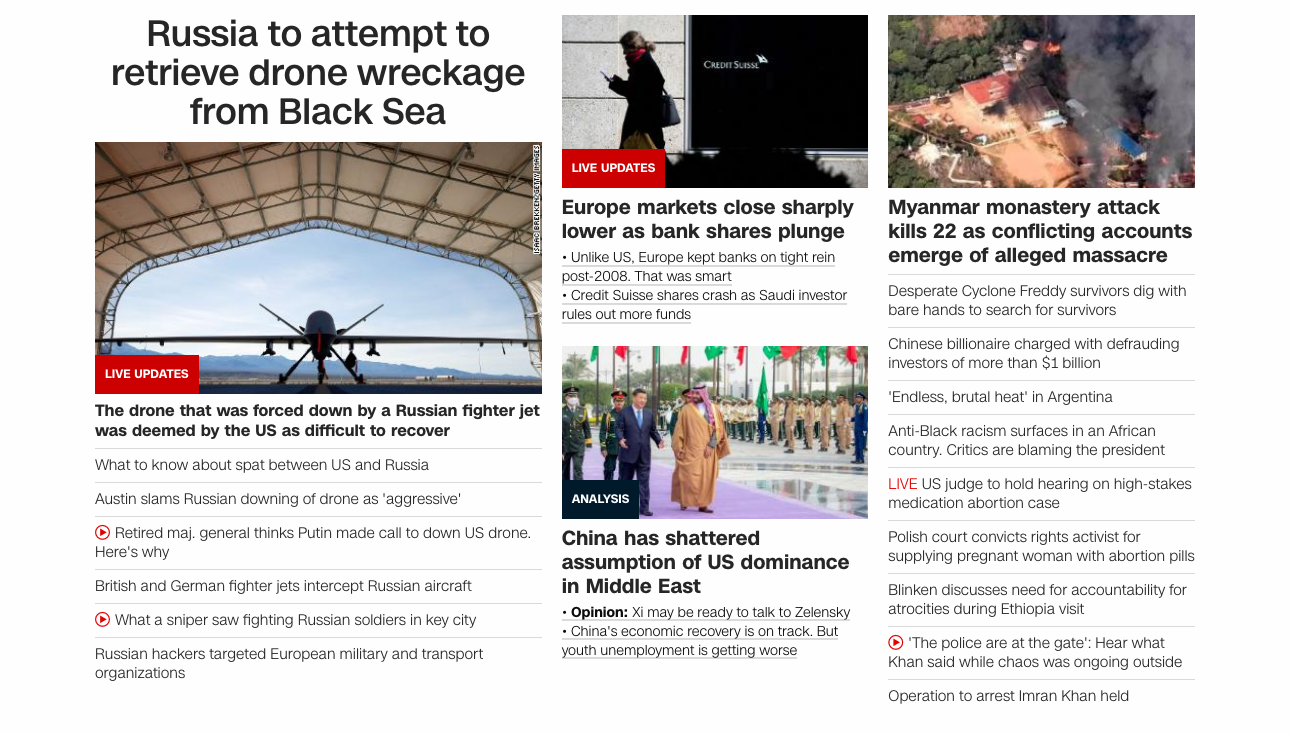 Russia to attempt to
retrieve drone wreckage
from Black Sea
ISAAC BREKKEN/GETTY IMAGES
LIVE UPDATES
The drone that was forced down by a Russian fighter jet
was deemed by the US as difficult to recover
What to know about spat between US and Russia
Austin slams Russian downing of drone as 'aggressive'
Retired maj. general thinks Putin made call to down US drone.
Here's why
British and German fighter jets intercept Russian aircraft
What a sniper saw fighting Russian soldiers in key city
Russian hackers targeted European military and transport
organizations
CREDIT SUISSE
LIVE UPDATES
Europe markets close sharply
lower as bank shares plunge
• Unlike US, Europe kept banks on tight rein
post-2008. That was smart
• Credit Suisse shares crash as Saudi investor
rules out more funds
ANALYSIS
China has shattered
assumption of US dominance
in Middle East
• Opinion: Xi may be ready to talk to Zelensky
• China's economic recovery is on track. But
youth unemployment is getting worse
Myanmar monastery attack
kills 22 as conflicting accounts
emerge of alleged massacre
Desperate Cyclone Freddy survivors dig with
bare hands to search for survivors
Chinese billionaire charged with defrauding
investors of more than $1 billion
'Endless, brutal heat' in Argentina
Anti-Black racism surfaces in an African
country. Critics are blaming the president
LIVE US judge to hold hearing on high-stakes
medication abortion case
Polish court convicts rights activist for
supplying pregnant woman with abortion pills
Blinken discusses need for accountability for
atrocities during Ethiopia visit
'The police are at the gate': Hear what
Khan said while chaos was ongoing outside
Operation to arrest Imran Khan held